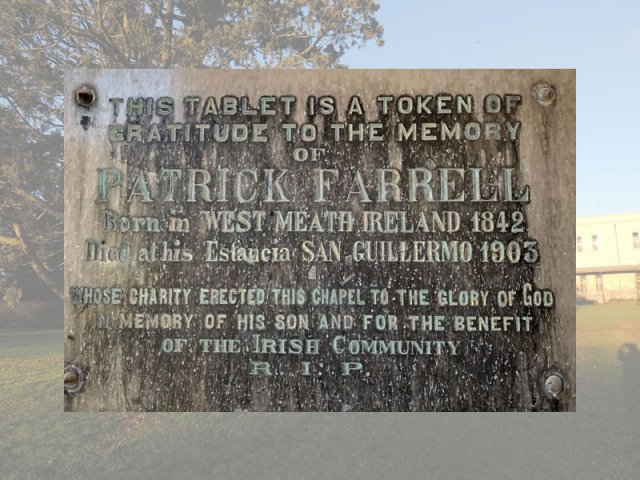 THIS TABLET IS A TOKEN OF
GRATITUDE TO THE MEMORY
OF
PATRICK FARRELL
Born in WEST MEATH IRELAND 1842
Died at his Estancia SAN GUILLERMO 1903
WHOSE CHARITY ERECTED THIS CHAPEL TO THE GLORY OF GOD
IN MEMORY OF HIS SON AND FOR THE BENEFIT
OF THE IRISH COMMUNITY
R. I. P.